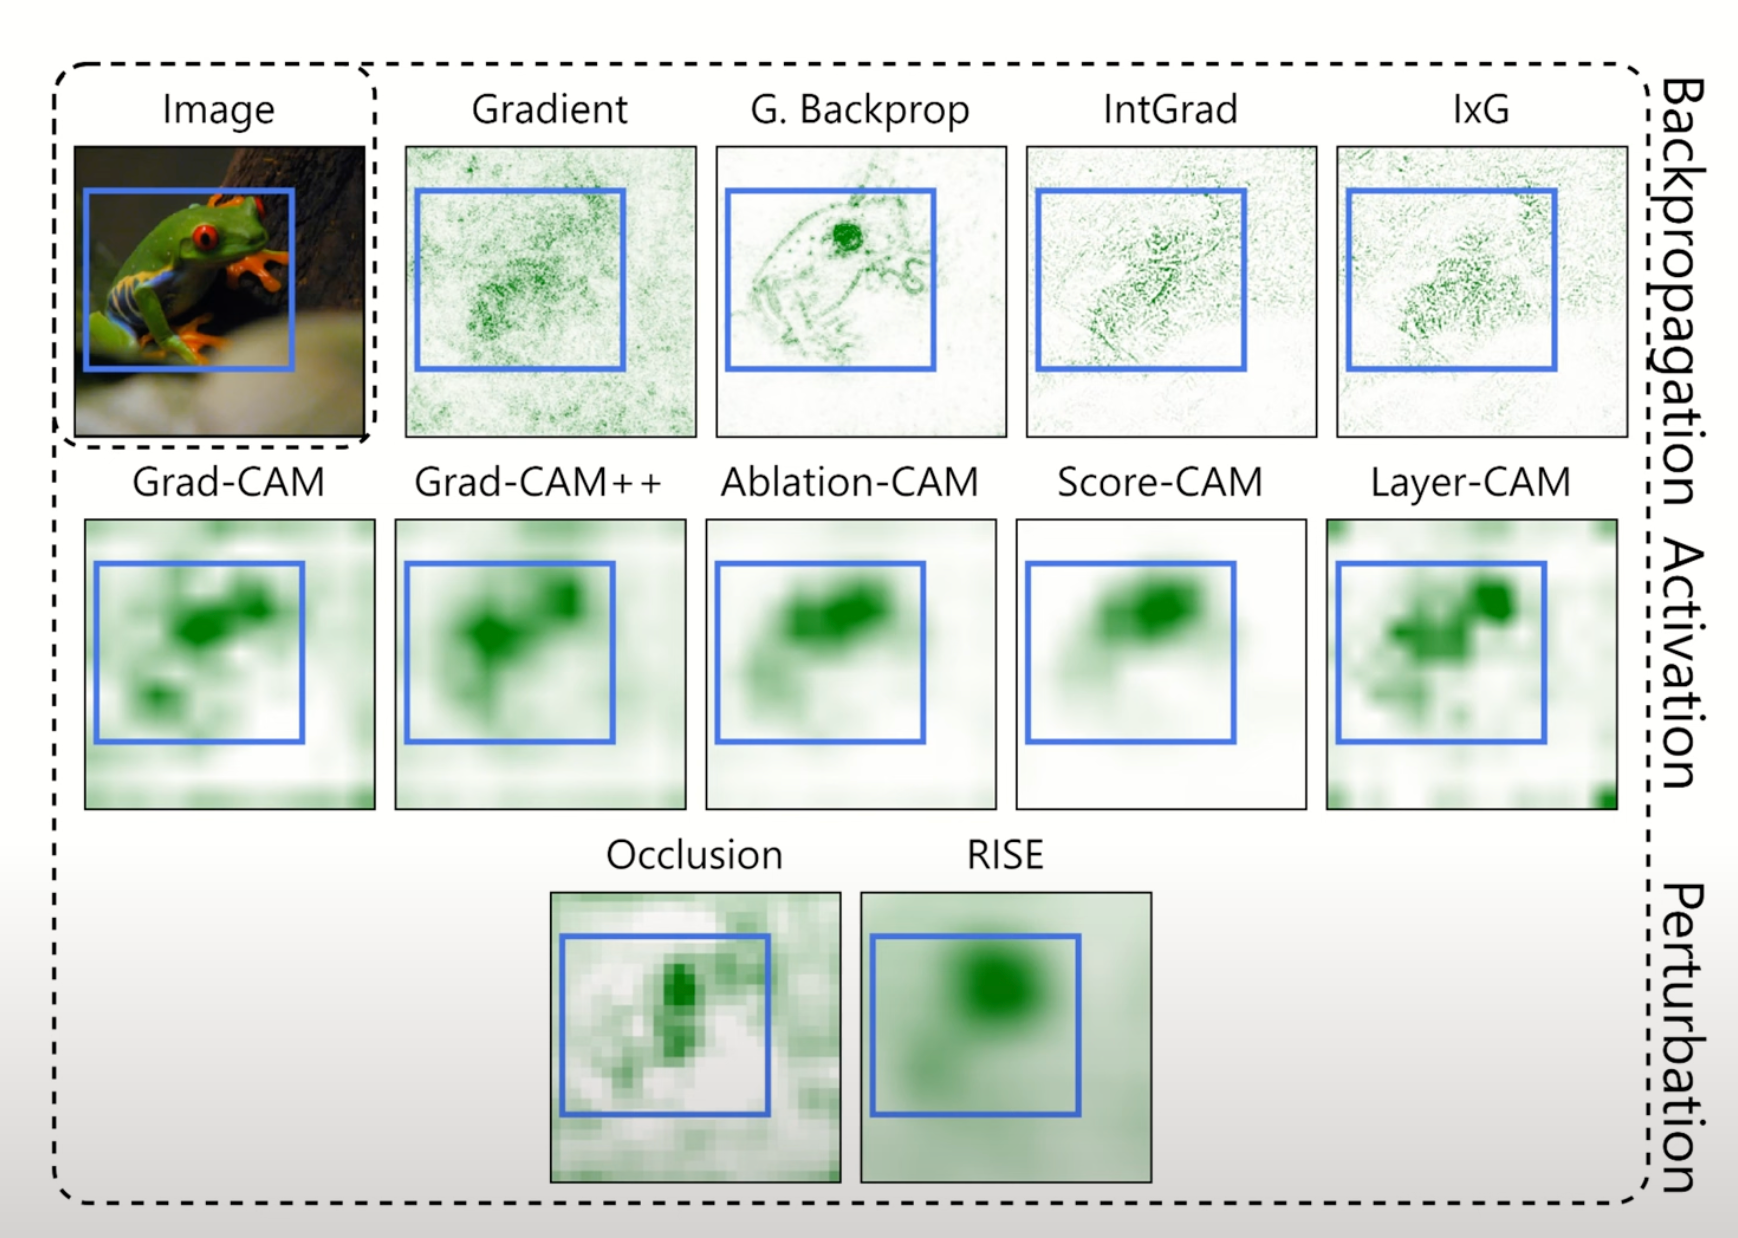 Image
Gradient
G. Backprop
IntGrad
IxG
Backpropagation
Grad-CAM
Grad-CAM++
Ablation-CAM
Score-CAM
Layer-CAM
Activation
Occlusion
RISE
Perturbation